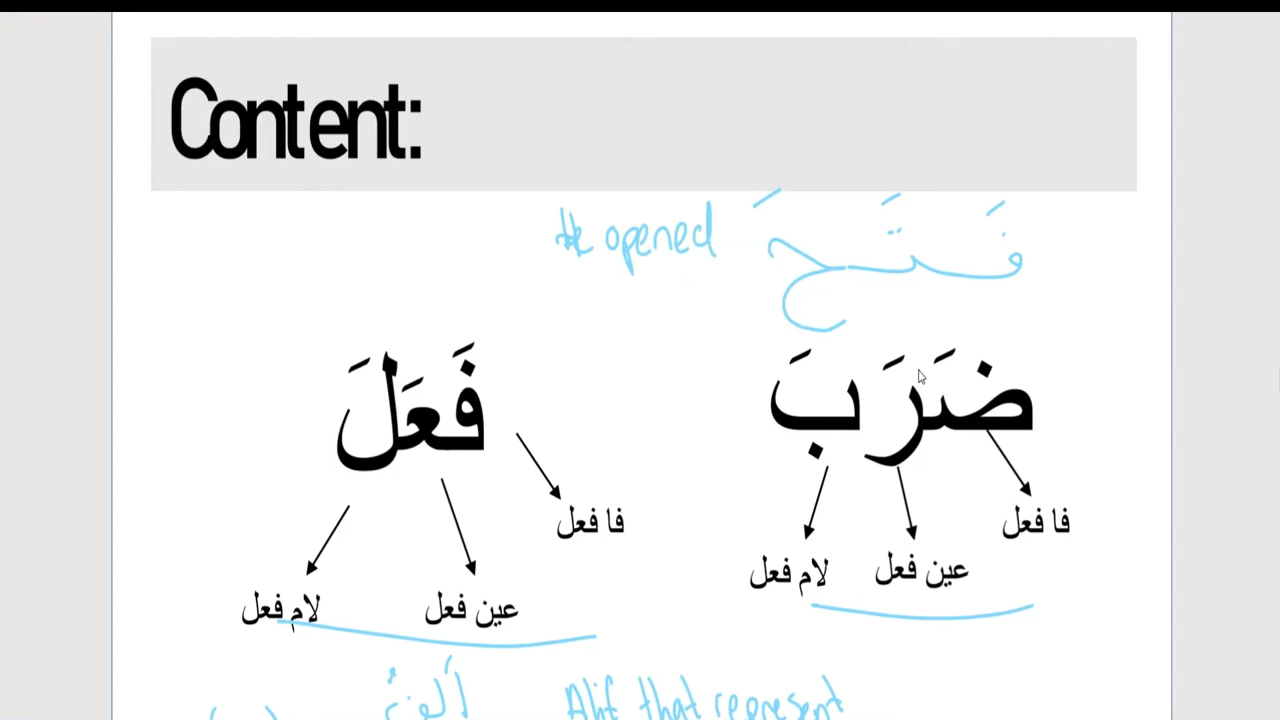 Content:
He opened فَتَحَ
فَعَلَ ضَرَبَ
فا فعل فا فعل
لام فعل عين فعل
لام فعل عين فعل
Alif that represent